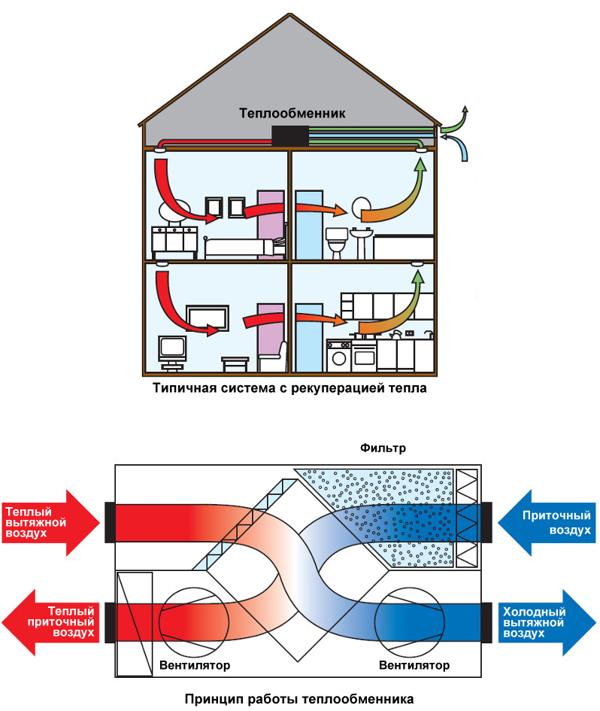 Теплообменник
Типичная система с рекуперацией тепла
Фильтр
Теплый
вытяжной
воздух
Приточный
воздух
Теплый
приточный
воздух
Холодный
вытяжной
воздух
Вентилятор
Вентилятор
Принцип работы теплообменника